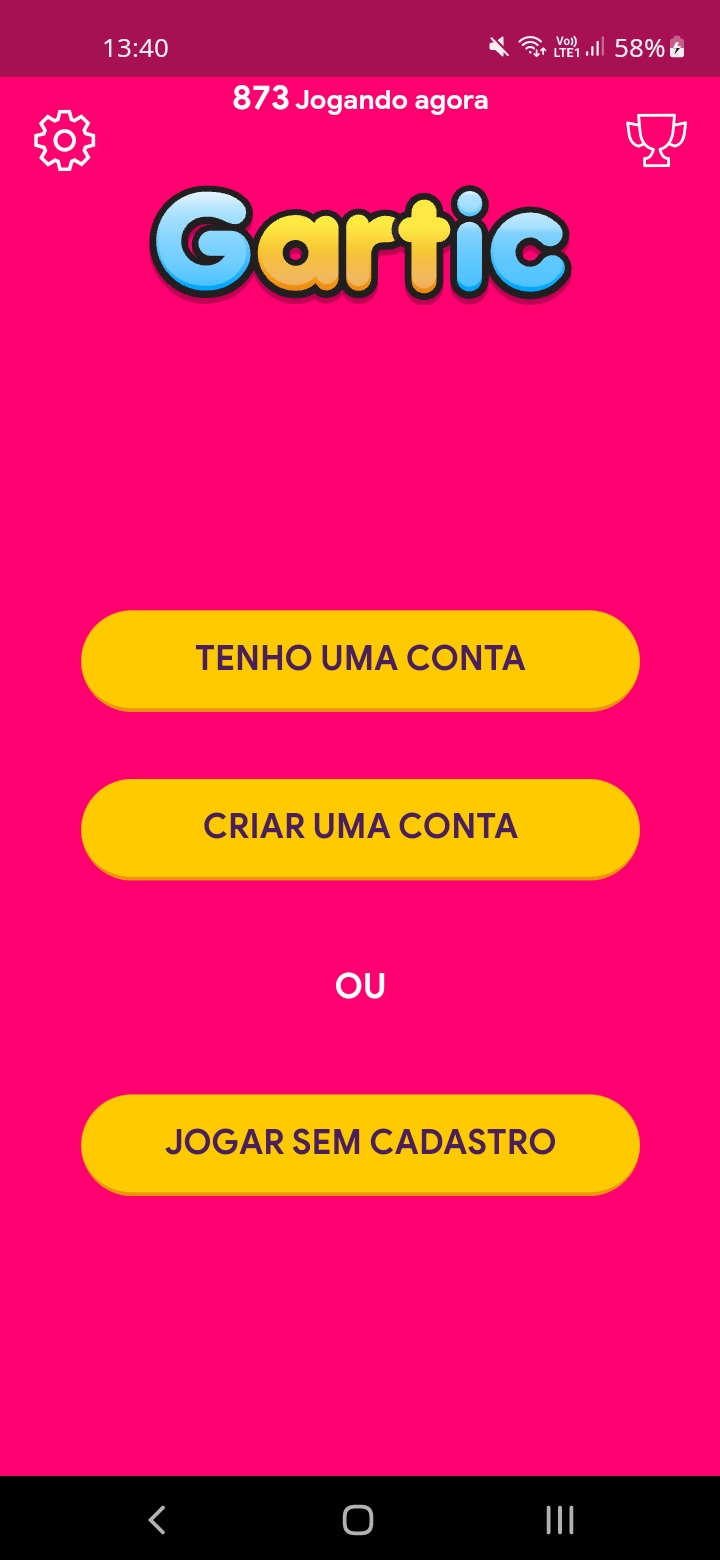 13:40
Vo)) LTE1 58%
873 Jogando agora
Gartic
TENHO UMA CONTA
CRIAR UMA CONTA
OU
JOGAR SEM CADASTRO